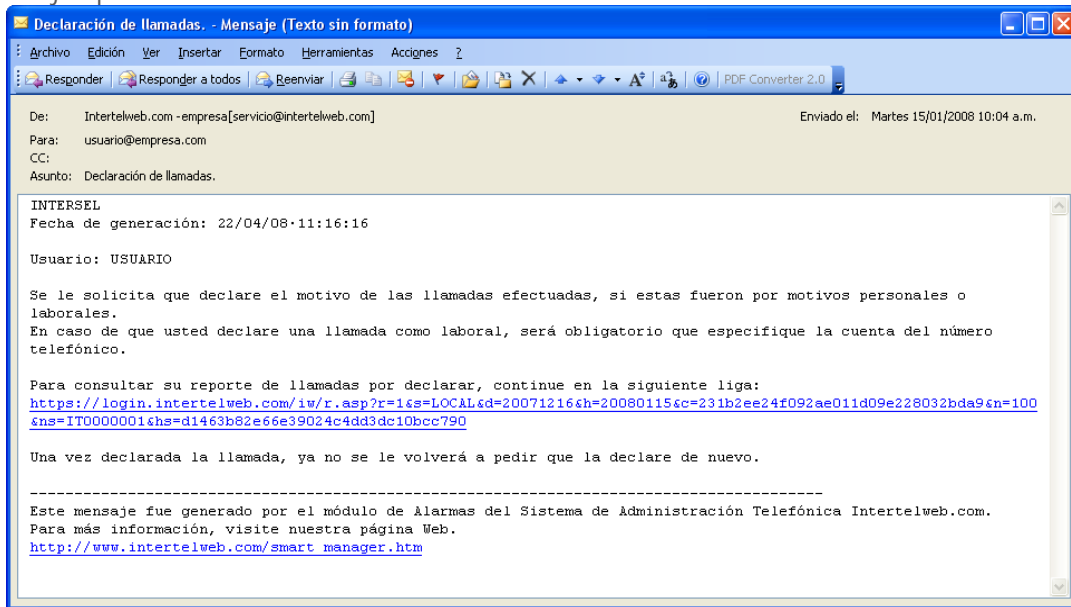 Declaración de llamadas. - Mensaje (Texto sin formato)
Archivo Edición Ver Insertar Formato Herramientas Acciones ?
Responder Responder a todos Reenviar PDF Converter 2.0
De: Intertelweb.com -empresa[servicio@intertelweb.com] Enviado el: Martes 15/01/2008 10:04 a.m.
Para: usuario@empresa.com
CC:
Asunto: Declaración de llamadas.
INTERSEL
Fecha de generación: 22/04/08·11:16:16
Usuario: USUARIO
Se le solicita que declare el motivo de las llamadas efectuadas, si estas fueron por motivos personales o
laborales.
En caso de que usted declare una llamada como laboral, será obligatorio que especifique la cuenta del número
telefónico.
Para consultar su reporte de llamadas por declarar, continue en la siguiente liga:
https://login.intertelweb.com/iw/r.asp?r=1&s=LOCAL&d=20071216&h=20080115&c=231b2ee24f092ae011d09e228032bda9&n=100
&ns=IT0000001&hs=d1463b82e66e39024c4dd3dc10bcc790
Una vez declarada la llamada, ya no se le volverá a pedir que la declare de nuevo.
--------------------------------------------------------------------------------
Este mensaje fue generado por el módulo de Alarmas del Sistema de Administración Telefónica Intertelweb.com.
Para más información, visite nuestra página Web.
http://www.intertelweb.com/smart manager.htm